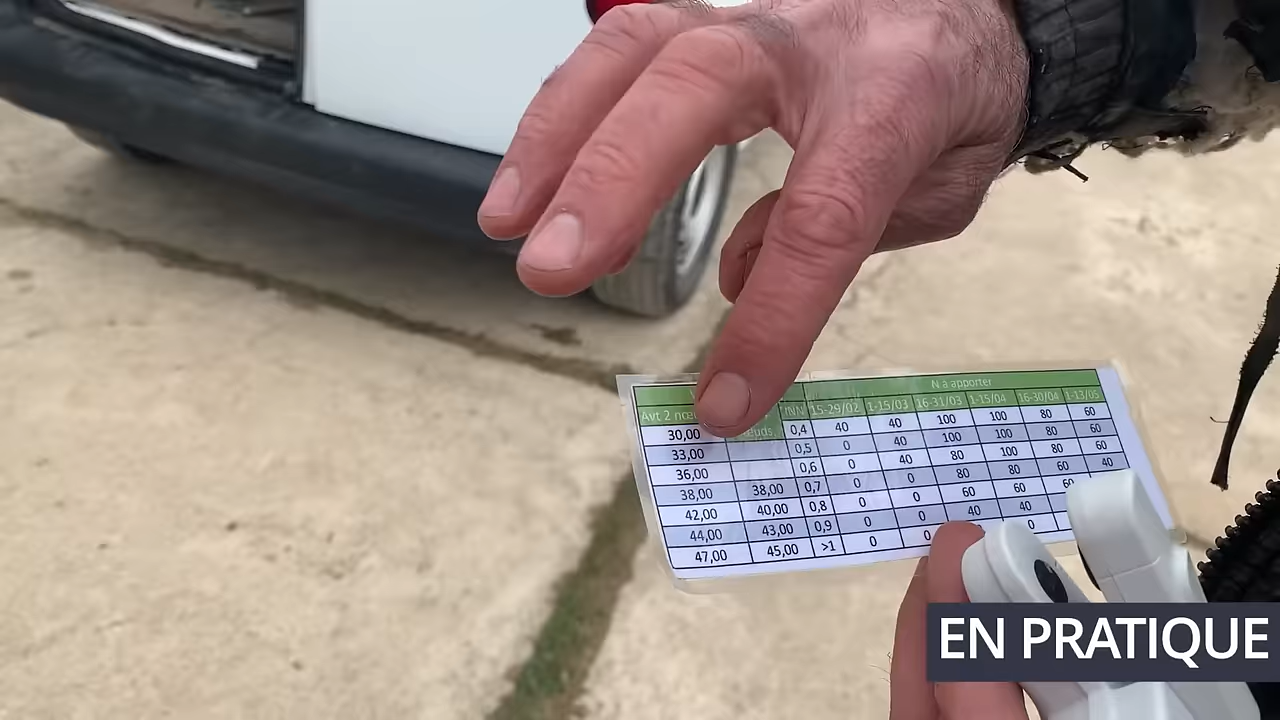 N à apporter
Avt 2 INN 15-29/02 1-15/03 16-31/03 1-15/04 16-30/04 1-13/05
30,00 0,4 40 40 100 100 80 60
33,00 0,5 0 40 100 100 80 60
36,00 0,6 0 40 80 100 80 60
38,00 38,00 0,7 0 0 80 80 60 40
42,00 40,00 0,8 0 0 60 60 60
44,00 43,00 0,9 0 0 40 40
47,00 45,00 >1 0 0 0
EN PRATIQUE